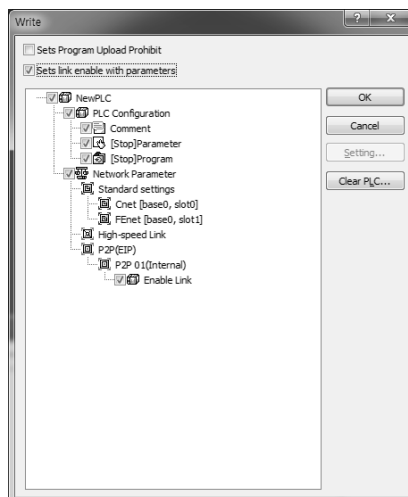 Write
Sets Program Upload Prohibit
Sets link enable with parameters
NewPLC
PLC Configuration
Comment
[Stop]Parameter
[Stop]Program
Network Parameter
Standard settings
Cnet [base0, slot0]
FEnet [base0, slot1]
High-speed Link
P2P(EIP)
P2P 01(Internal)
Enable Link
OK
Cancel
Setting...
Clear PLC...